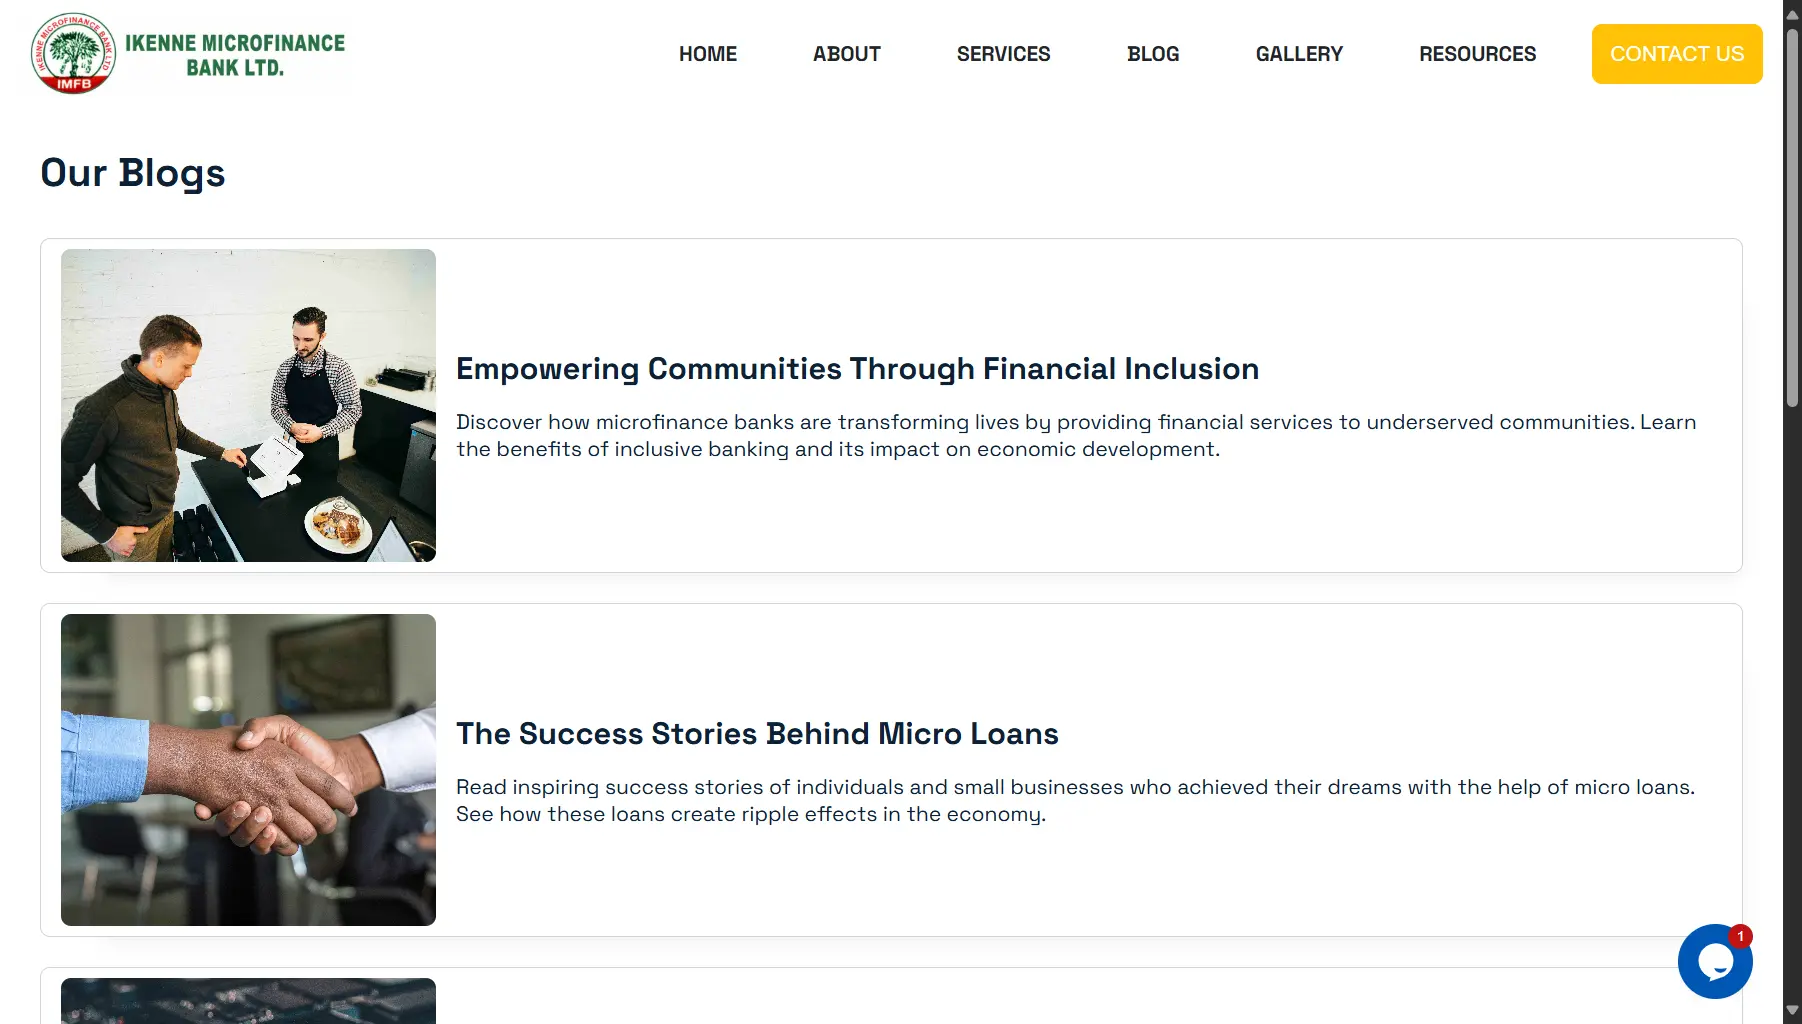 IKENNE MICROFINANCE BANK LTD
IMFB
IKENNE MICROFINANCE
BANK LTD.
HOME
ABOUT
SERVICES
BLOG
GALLERY
RESOURCES
CONTACT US
Our Blogs
Empowering Communities Through Financial Inclusion
Discover how microfinance banks are transforming lives by providing financial services to underserved communities. Learn
the benefits of inclusive banking and its impact on economic development.
The Success Stories Behind Micro Loans
Read inspiring success stories of individuals and small businesses who achieved their dreams with the help of micro loans.
See how these loans create ripple effects in the economy.
1